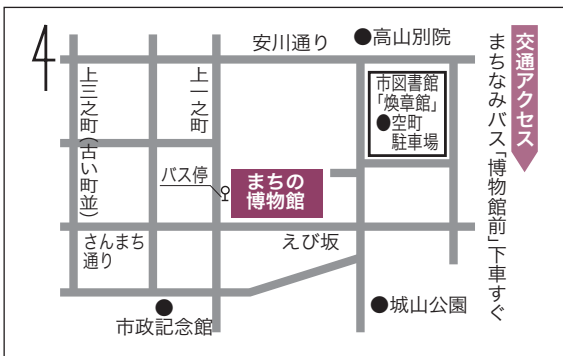 交通アクセス
まちなみバス「博物館前」下車すぐ
安川通り
●高山別院
上三之町(古い町並)
上一之町
市図書館
「煥章館」
●空町
駐車場
バス停
まちの
博物館
さんまち
通り
えび坂
市政記念館
●城山公園